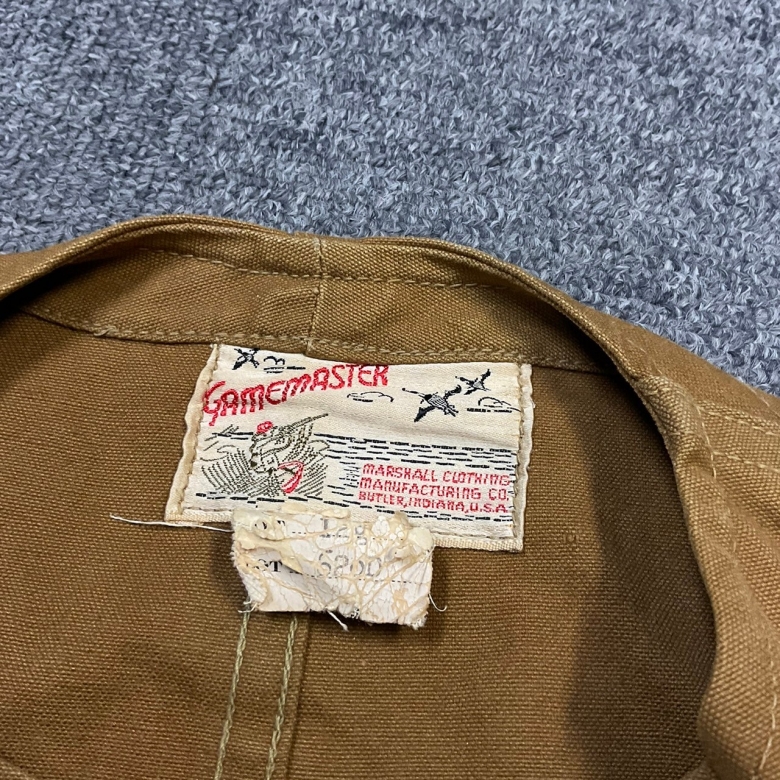 GAMEMASTER
MARSHALL CLOTHING
MANUFACTURING CO.
BUTLER, INDIANA, U.S.A.